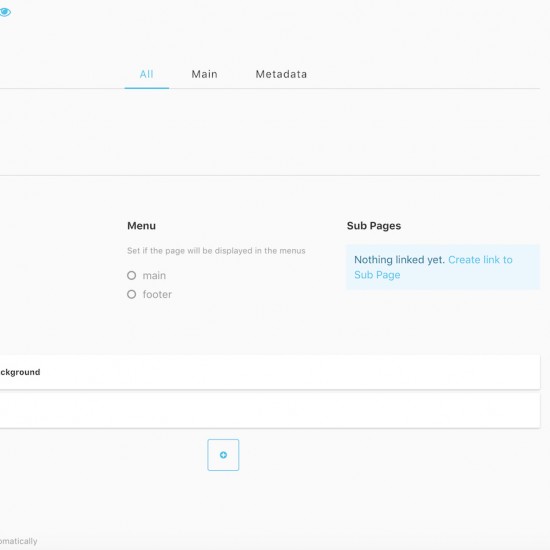 All Main Metadata
Menu
Sub Pages
Set if the page will be displayed in the menus
Nothing linked yet. Create link to
Sub Page
main
footer
ckground
omatically